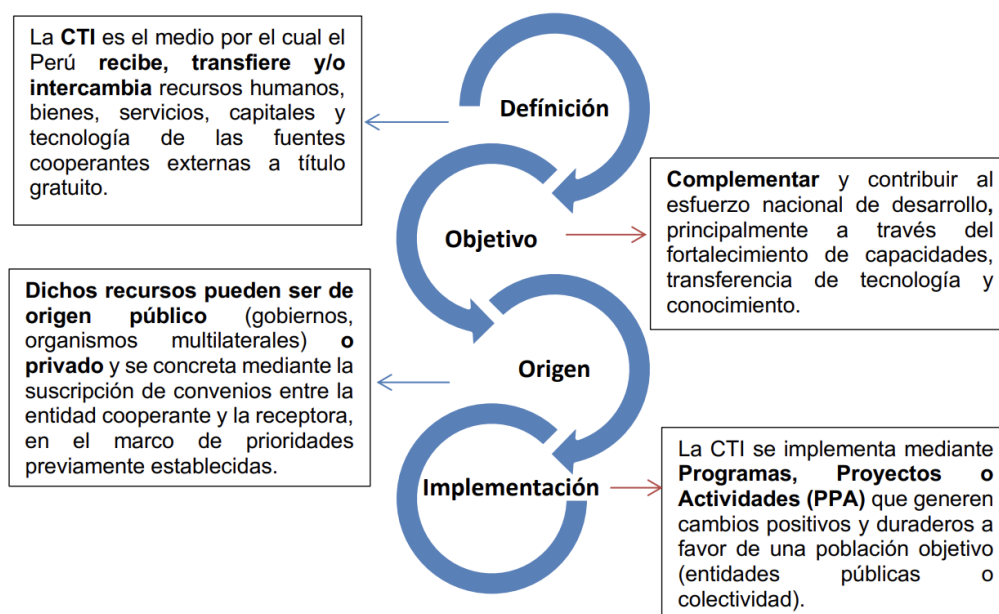 La CTI es el medio por el cual el
Perú recibe, transfiere y/o
intercambia recursos humanos,
bienes, servicios, capitales y
tecnología de las fuentes
cooperantes externas a título
gratuito.
Defínición
Objetivo
Complementar y contribuir al
esfuerzo nacional de desarrollo,
principalmente a través del
fortalecimiento de capacidades,
transferencia de tecnología y
conocimiento.
Dichos recursos pueden ser de
origen público (gobiernos,
organismos multilaterales) o
privado y se concreta mediante la
suscripción de convenios entre la
entidad cooperante y la receptora,
en el marco de prioridades
previamente establecidas.
Origen
Implementación
La CTI se implementa mediante
Programas, Proyectos o
Actividades (PPA) que generen
cambios positivos y duraderos a
favor de una población objetivo
(entidades públicas o
colectividad).